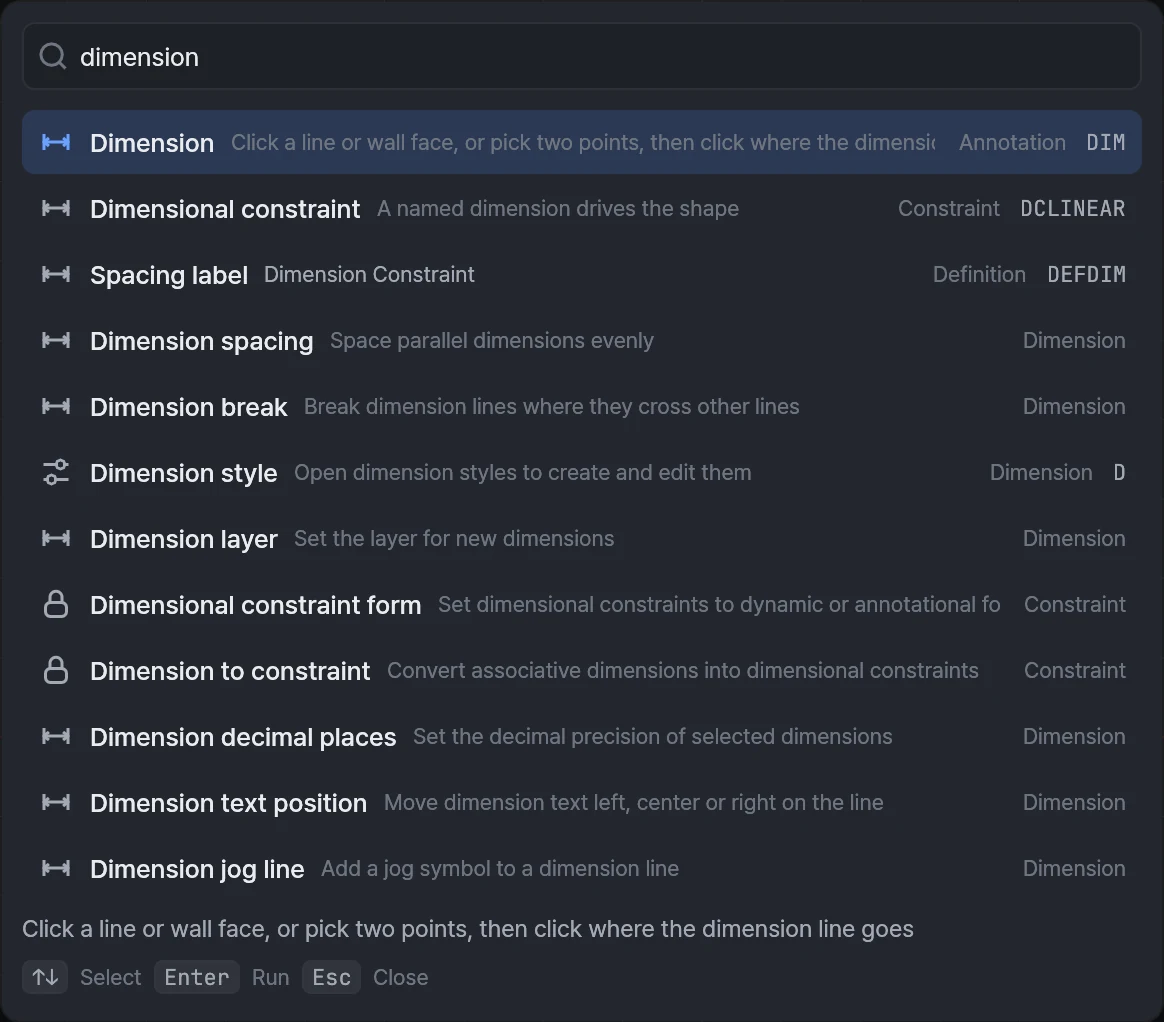 dimension
Dimension Click a line or wall face, or pick two points, then click where the dimensic Annotation DIM
Dimensional constraint A named dimension drives the shape Constraint DCLINEAR
Spacing label Dimension Constraint Definition DEFDIM
Dimension spacing Space parallel dimensions evenly Dimension
Dimension break Break dimension lines where they cross other lines Dimension
Dimension style Open dimension styles to create and edit them Dimension D
Dimension layer Set the layer for new dimensions Dimension
Dimensional constraint form Set dimensional constraints to dynamic or annotational fo Constraint
Dimension to constraint Convert associative dimensions into dimensional constraints Constraint
Dimension decimal places Set the decimal precision of selected dimensions Dimension
Dimension text position Move dimension text left, center or right on the line Dimension
Dimension jog line Add a jog symbol to a dimension line Dimension
Click a line or wall face, or pick two points, then click where the dimension line goes
↑↓ Select Enter Run Esc Close